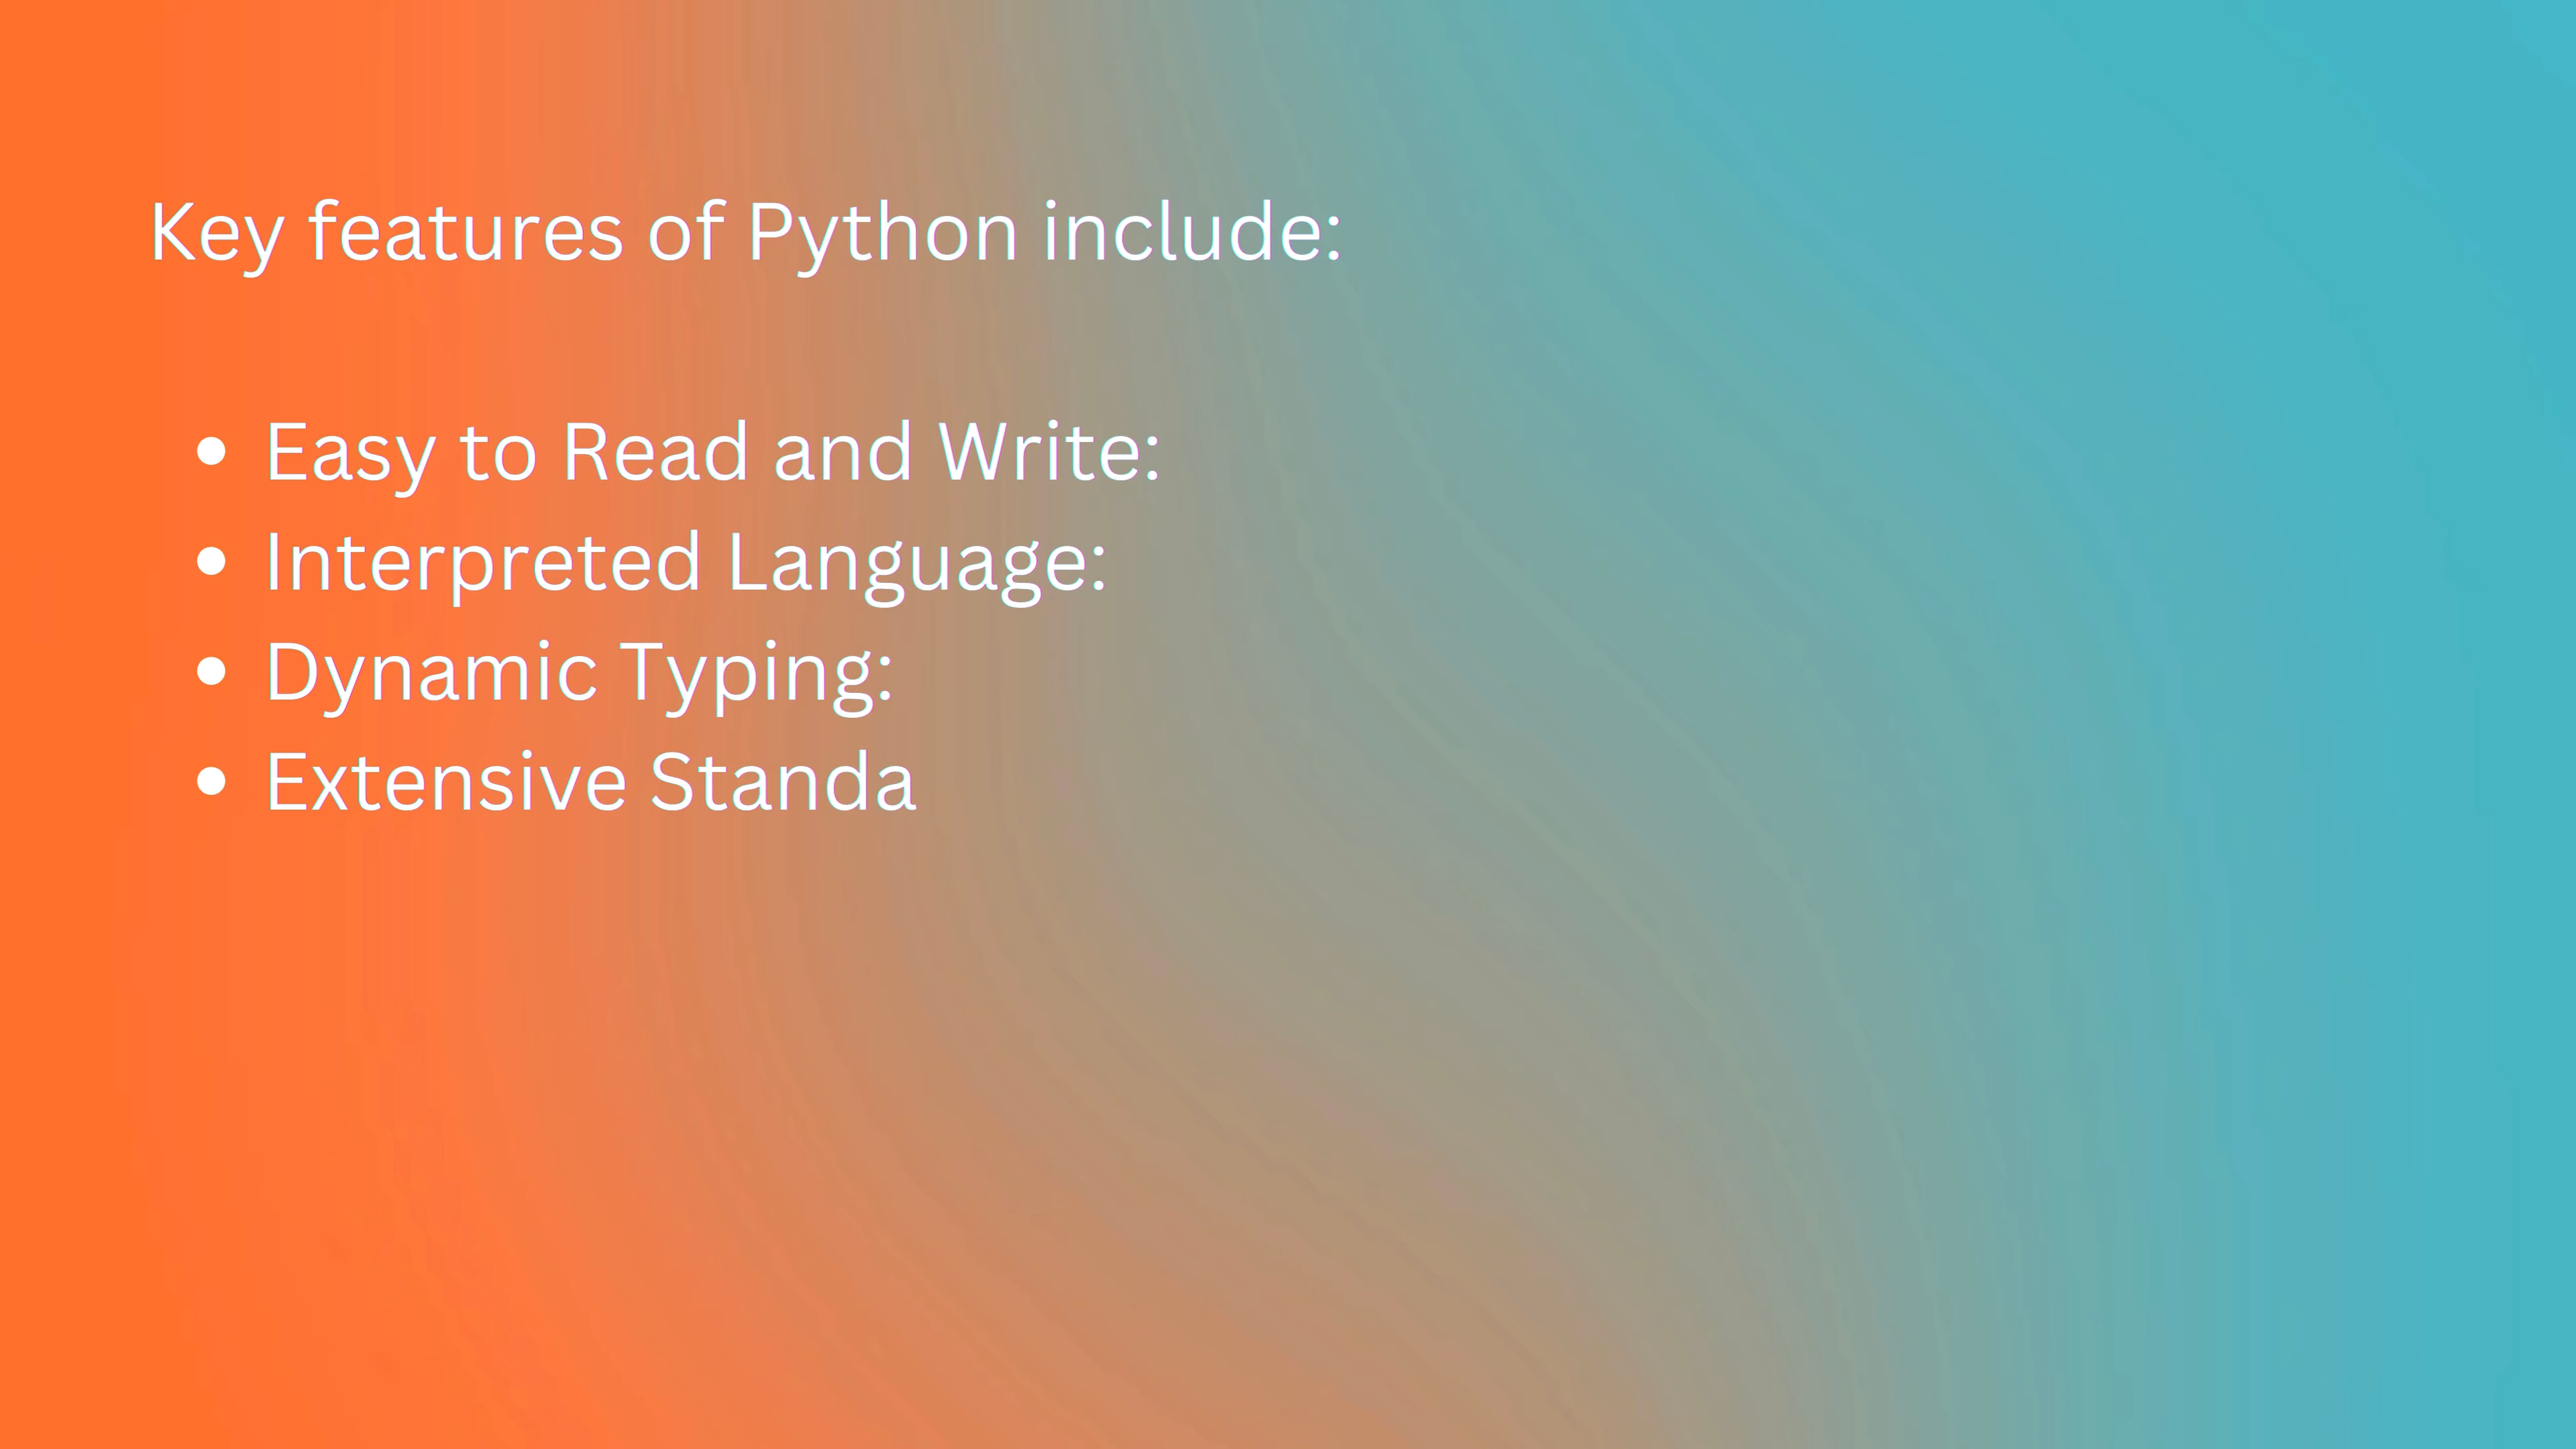 Key features of Python include:
• Easy to Read and Write:
• Interpreted Language:
• Dynamic Typing:
• Extensive Standa